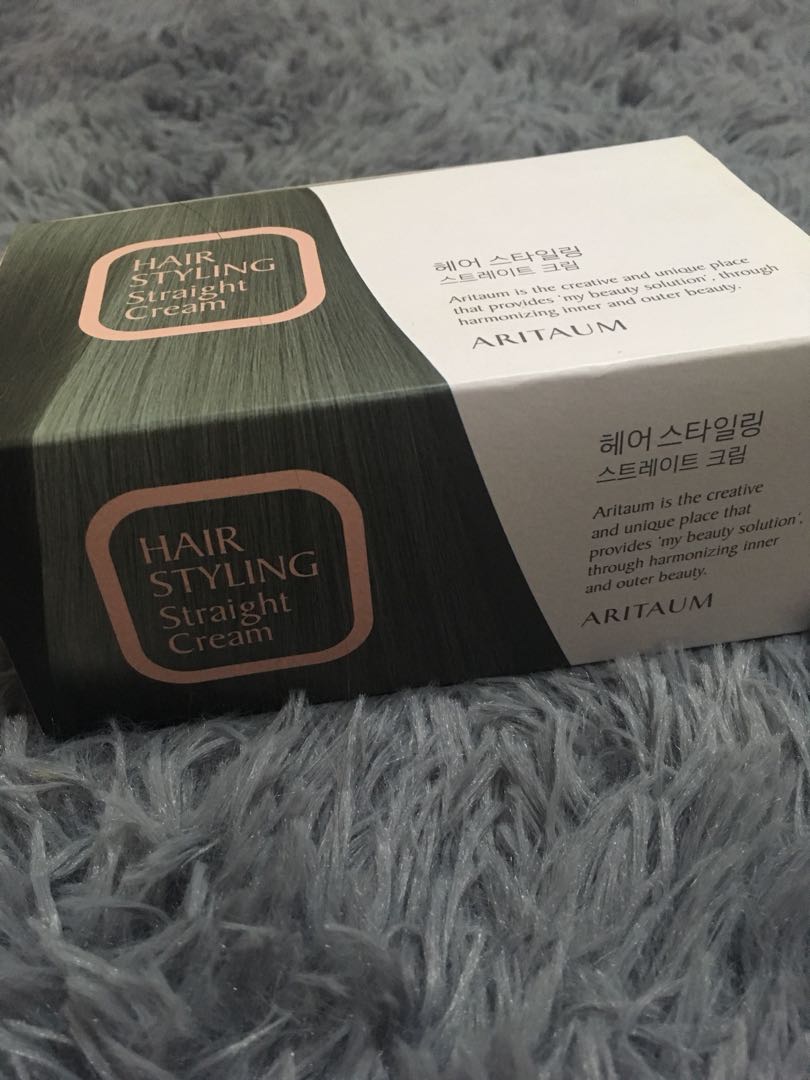 HAIR
STYLING
Straight
Cream
헤어 스타일링
스트레이트 크림
Aritaum is the creative and unique place
that provides 'my beauty solution', through
harmonizing inner and outer beauty.
ARITAUM
HAIR
STYLING
Straight
Cream
헤어 스타일링
스트레이트 크림
Aritaum is the creative
and unique place that
provides 'my beauty solution',
through harmonizing inner
and outer beauty.
ARITAUM